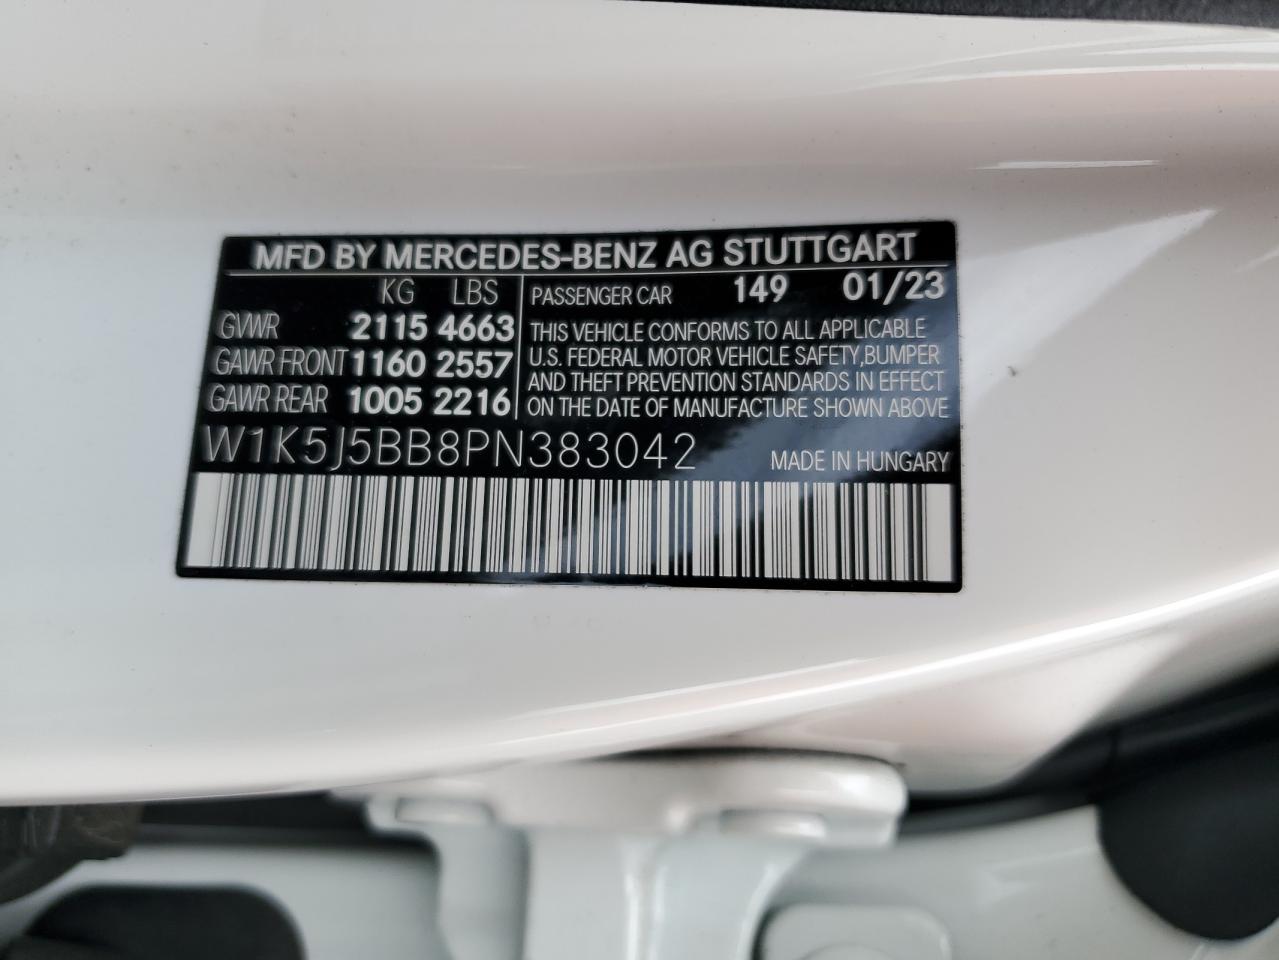 MFD BY MERCEDES-BENZ AG STUTTGART
KG LBS
GVWR 2115 4663
GAWR FRONT 1160 2557
GAWR REAR 1005 2216
PASSENGER CAR 149 01/23
THIS VEHICLE CONFORMS TO ALL APPLICABLE
U.S. FEDERAL MOTOR VEHICLE SAFETY,BUMPER
AND THEFT PREVENTION STANDARDS IN EFFECT
ON THE DATE OF MANUFACTURE SHOWN ABOVE
W1K5J5BB8PN383042
MADE IN HUNGARY